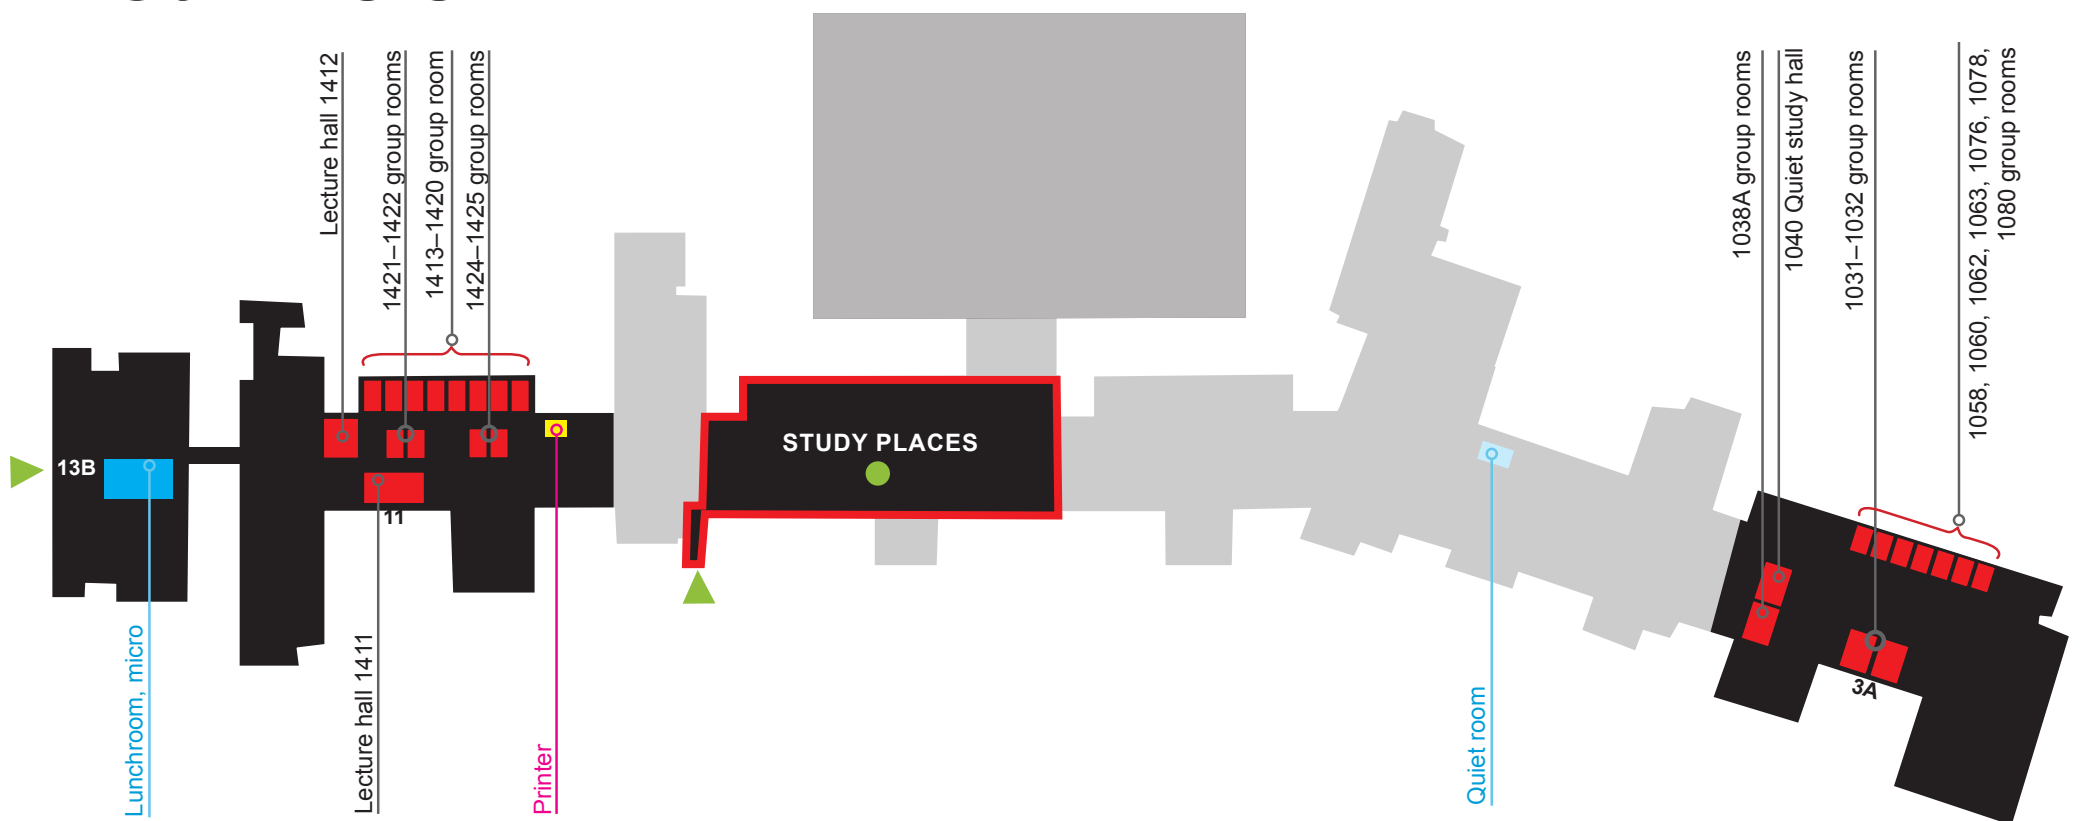 Lecture hall 1412
1421–1422 group rooms
1413–1420 group room
1424–1425 group rooms
1038A group rooms
1040 Quiet study hall
1031–1032 group rooms
1058, 1060, 1062, 1063, 1076, 1078,
1080 group rooms
STUDY PLACES
13B
11
3A
Lunchroom, micro
Lecture hall 1411
Printer
Quiet room